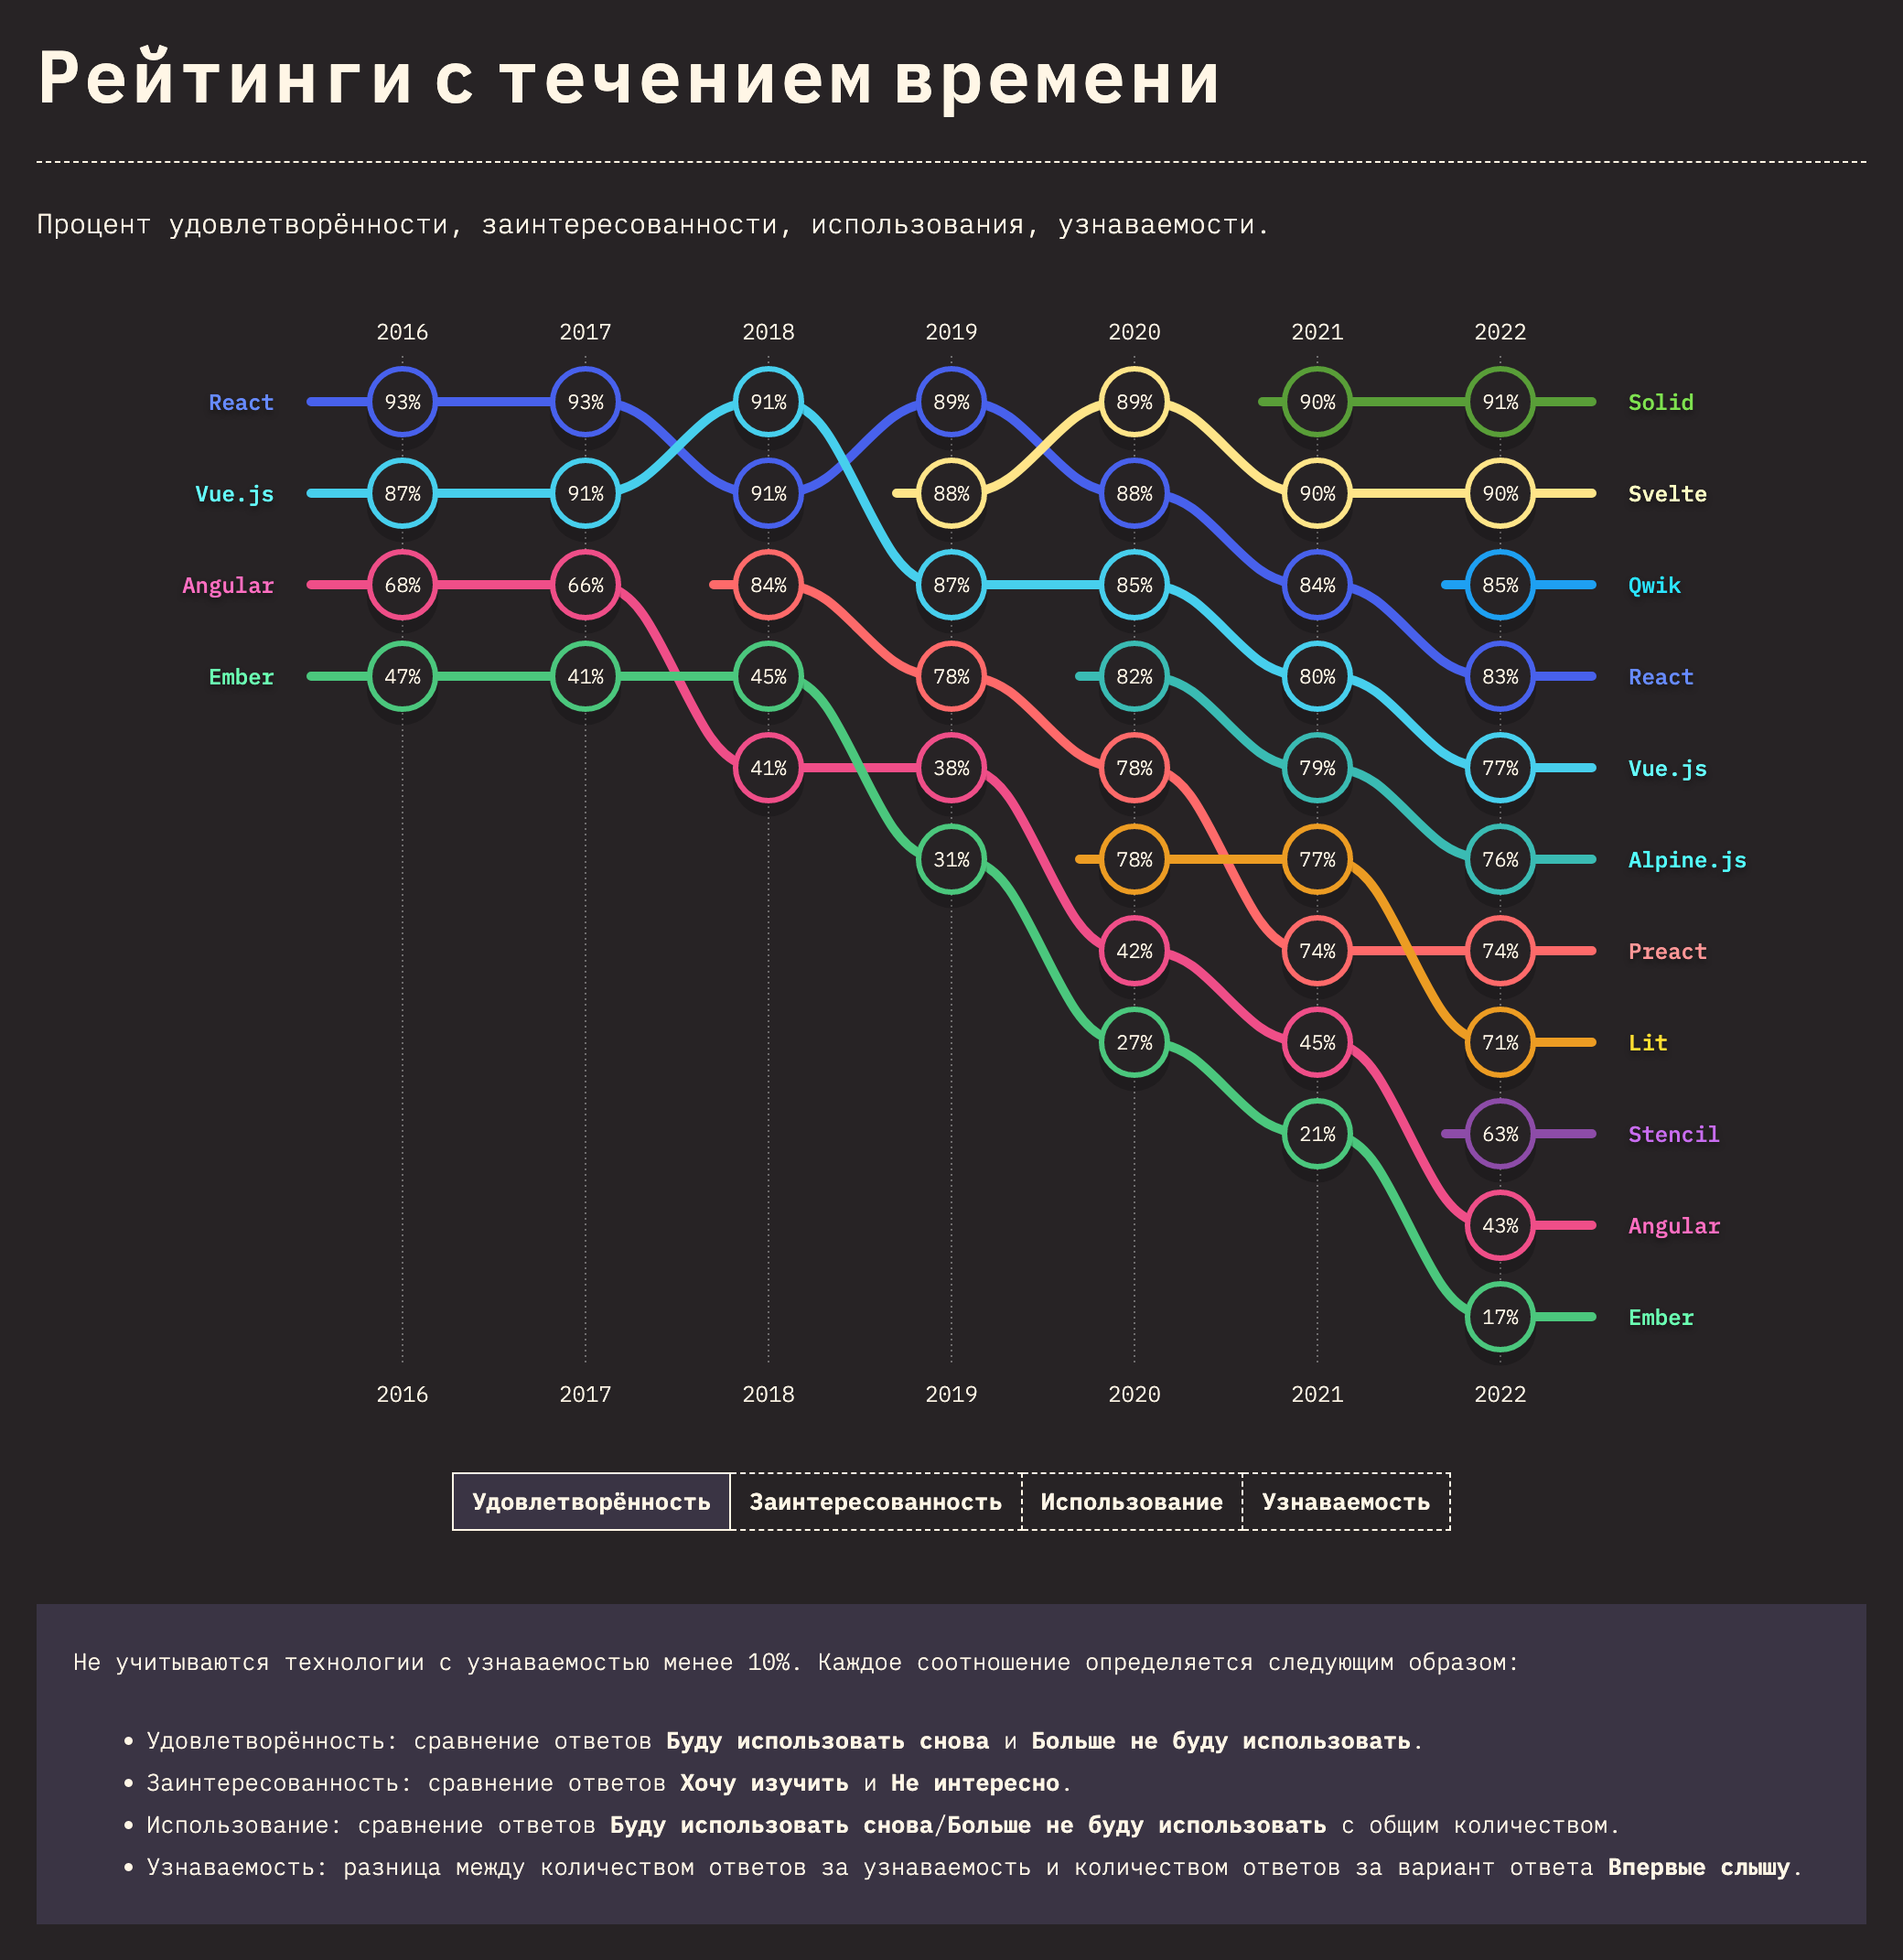 Рейтинги с течением времени
Процент удовлетворённости, заинтересованности, использования, узнаваемости.
2016 2017 2018 2019 2020 2021 2022
React 93% 93% 91% 89% 89% 90% 91% Solid
Vue.js 87% 91% 91% 88% 88% 90% 90% Svelte
Angular 68% 66% 84% 87% 85% 84% 85% Qwik
Ember 47% 41% 45% 78% 82% 80% 83% React
41% 38% 78% 79% 77% Vue.js
31% 78% 77% 76% Alpine.js
42% 74% 74% Preact
27% 45% 71% Lit
21% 63% Stencil
43% Angular
17% Ember
2016 2017 2018 2019 2020 2021 2022
Удовлетворённость Заинтересованность Использование Узнаваемость
Не учитываются технологии с узнаваемостью менее 10%. Каждое соотношение определяется следующим образом:
• Удовлетворённость: сравнение ответов Буду использовать снова и Больше не буду использовать.
• Заинтересованность: сравнение ответов Хочу изучить и Не интересно.
• Использование: сравнение ответов Буду использовать снова/Больше не буду использовать с общим количеством.
• Узнаваемость: разница между количеством ответов за узнаваемость и количеством ответов за вариант ответа Впервые слышу.